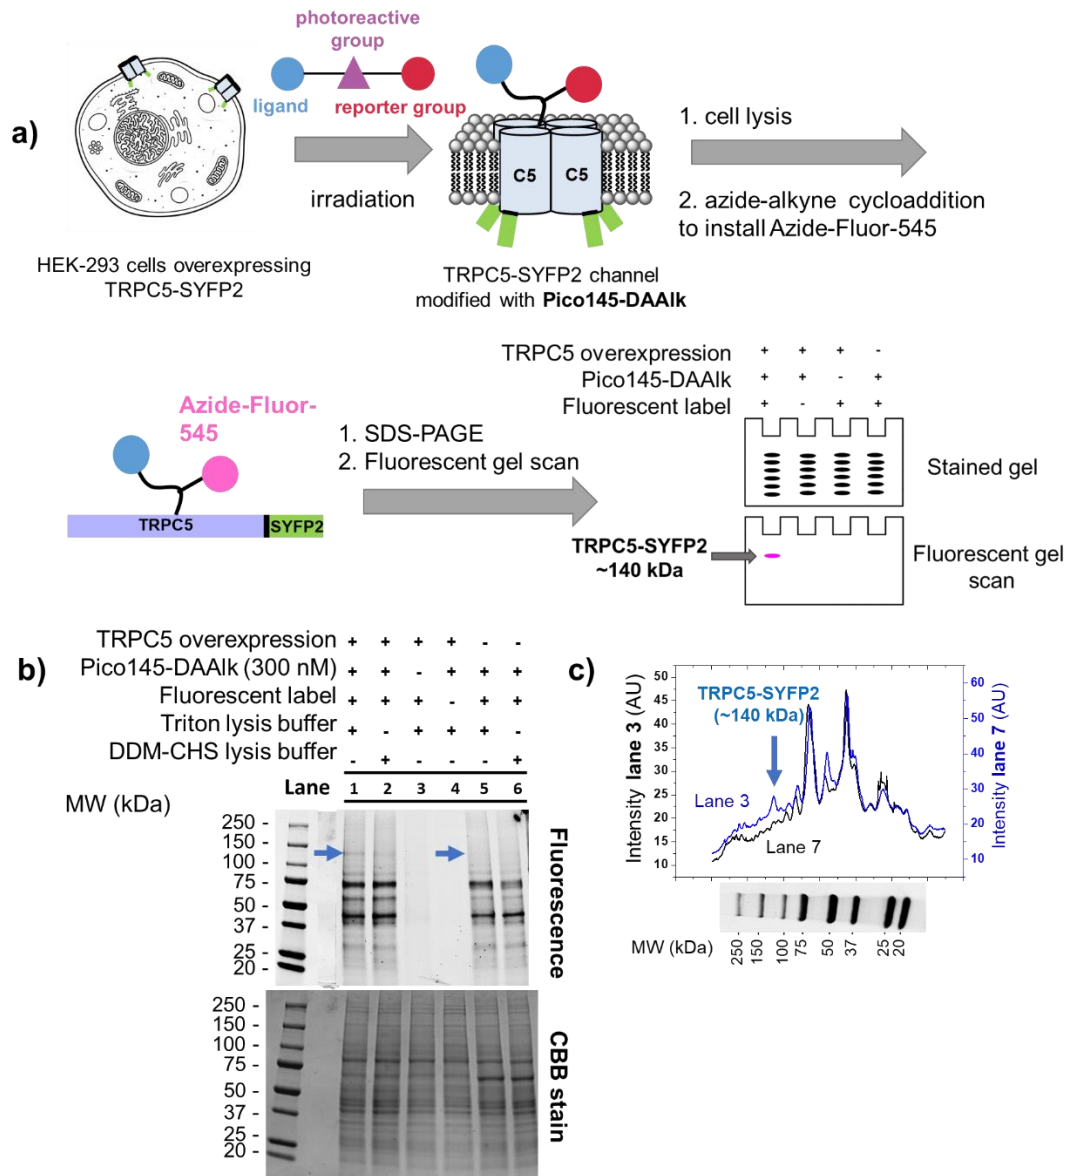 a)
photoreactive
group
ligand
reporter group
irradiation
HEK-293 cells overexpressing
TRPC5-SYFP2
C5 C5
TRPC5-SYFP2 channel
modified with Pico145-DAAlk
1. cell lysis
2. azide-alkyne cycloaddition
to install Azide-Fluor-545
Azide-Fluor-
545
TRPC5 SYFP2
1. SDS-PAGE
2. Fluorescent gel scan
TRPC5 overexpression + + + -
Pico145-DAAlk + + - +
Fluorescent label + - + +
Stained gel
TRPC5-SYFP2
~140 kDa
Fluorescent gel
scan
b)
TRPC5 overexpression + + + + - -
Pico145-DAAlk (300 nM) + + - + + +
Fluorescent label + + + - + +
Triton lysis buffer + - + + + -
DDM-CHS lysis buffer - + - - - +
Lane 1 2 3 4 5 6
MW (kDa)
250 -
150 -
100 -
75 -
50 -
37 -
25 -
20 -
Fluorescence
250 -
150 -
100 -
75 -
50 -
37 -
25 -
20 -
CBB stain
c)
Intensity lane 3 (AU)
50
45
40
35
30
25
20
15
10
TRPC5-SYFP2
(~140 kDa)
Lane 3
Lane 7
60
50
40
30
20
10
Intensity lane 7 (AU)
MW (kDa) 250 150 100 75 50 37 25 20